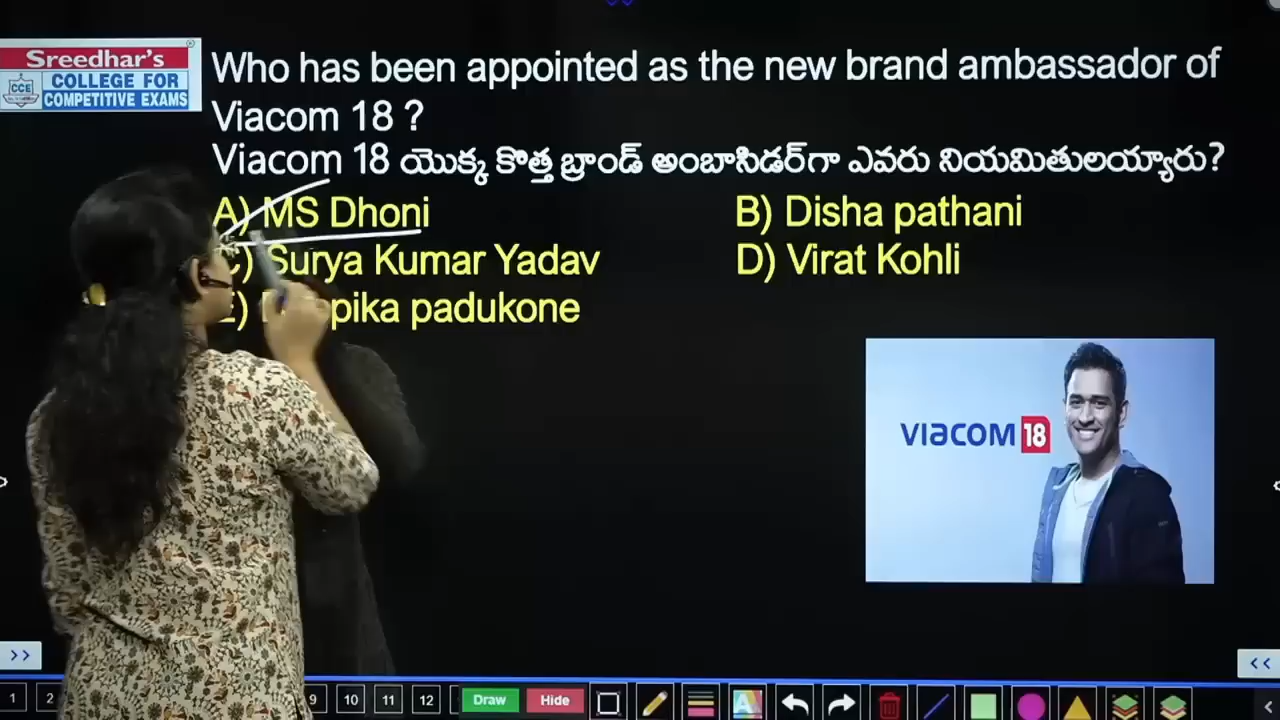 Sreedhar's
CCE
COLLEGE FOR
COMPETITIVE EXAMS
Who has been appointed as the new brand ambassador of
Viacom 18 ?
Viacom 18 యొక్క కొత్త బ్రాండ్ అంబాసిడర్‌గా ఎవరు నియమితులయ్యారు?
A) MS Dhoni
B) Disha pathani
C) Surya Kumar Yadav
D) Virat Kohli
pika padukone
VIACOM 18
>>
<<
1 2 9 10 11 12 Draw Hide A